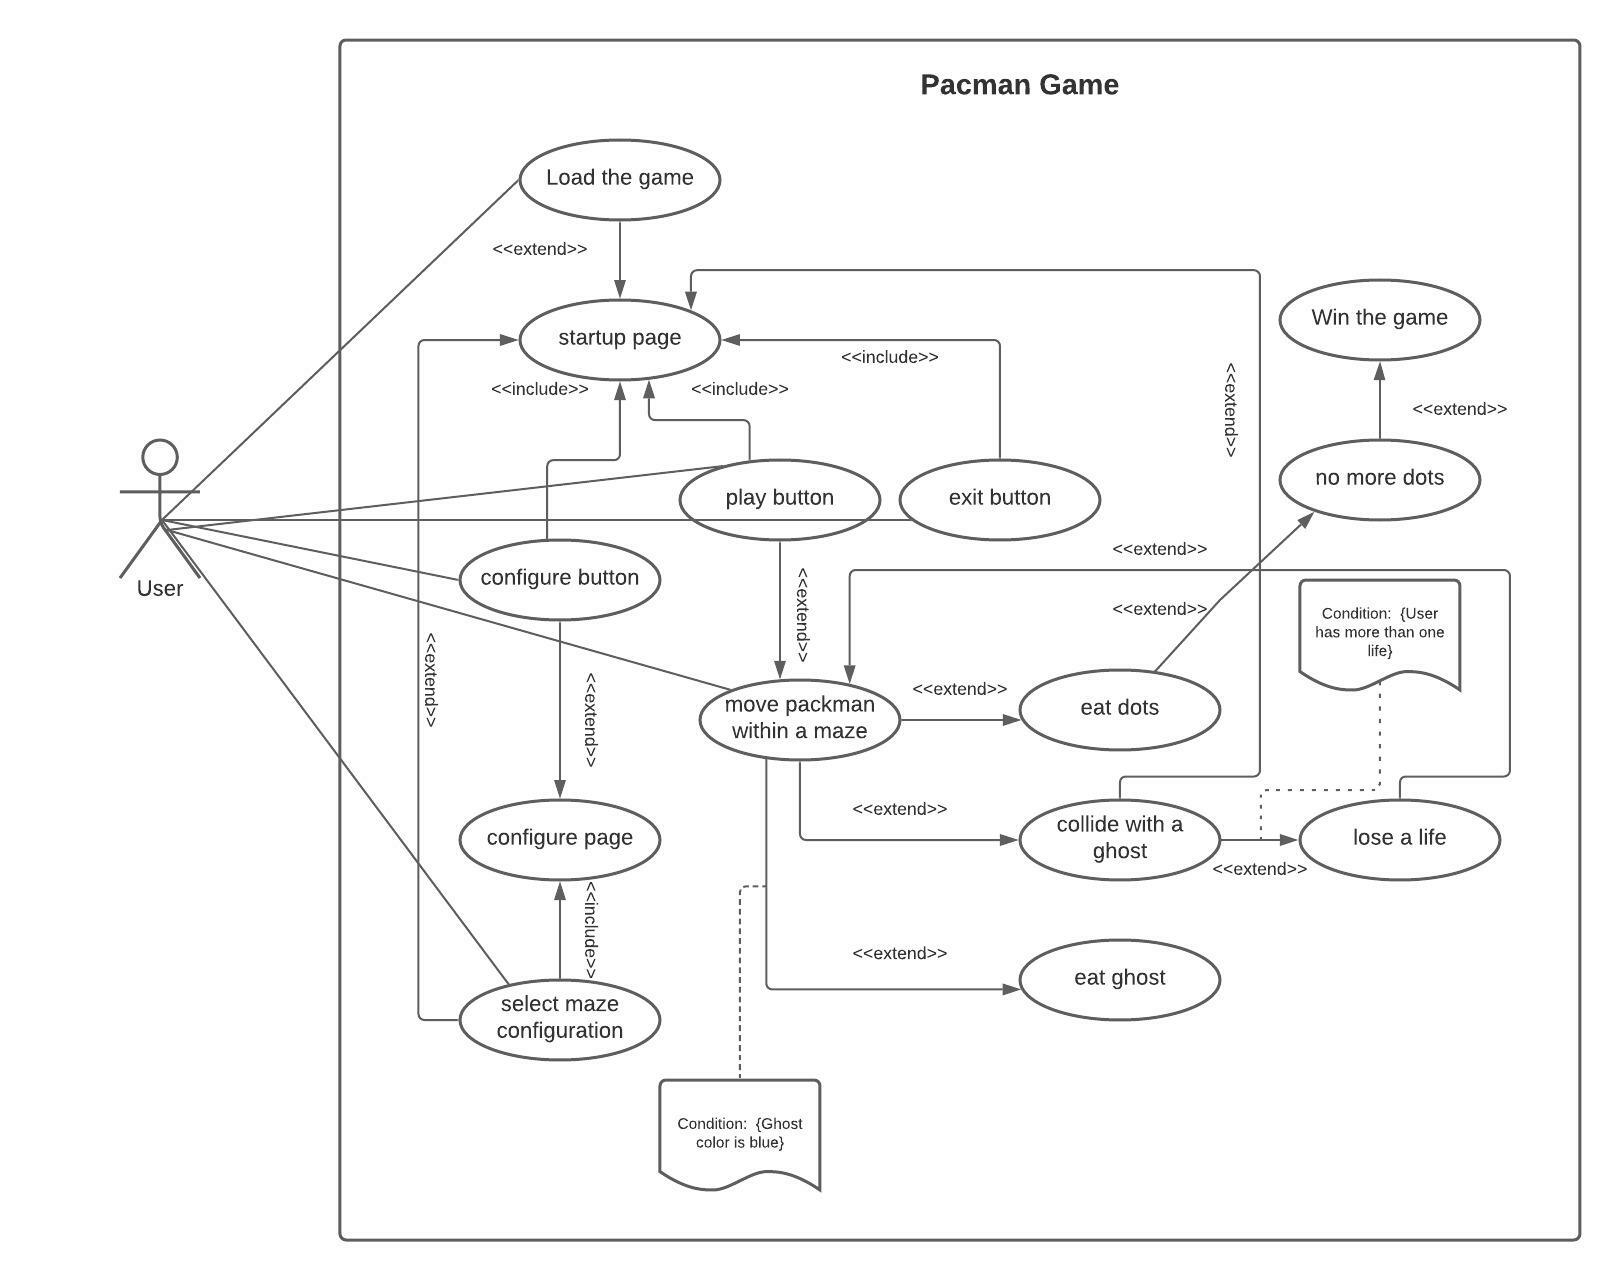 Pacman Game
Load the game
<<extend>>
startup page
Win the game
<<include>>
<<include>>
<<include>>
<<extend>>
<<extend>>
no more dots
play button
exit button
<<extend>>
configure button
User
<<extend>>
<<extend>>
Condition:  {User
has more than one
life}
<<extend>>
<<extend>>
<<extend>>
move packman
within a maze
eat dots
<<extend>>
configure page
collide with a
ghost
lose a life
<<extend>>
<<include>>
<<extend>>
eat ghost
select maze
configuration
Condition:  {Ghost
color is blue}